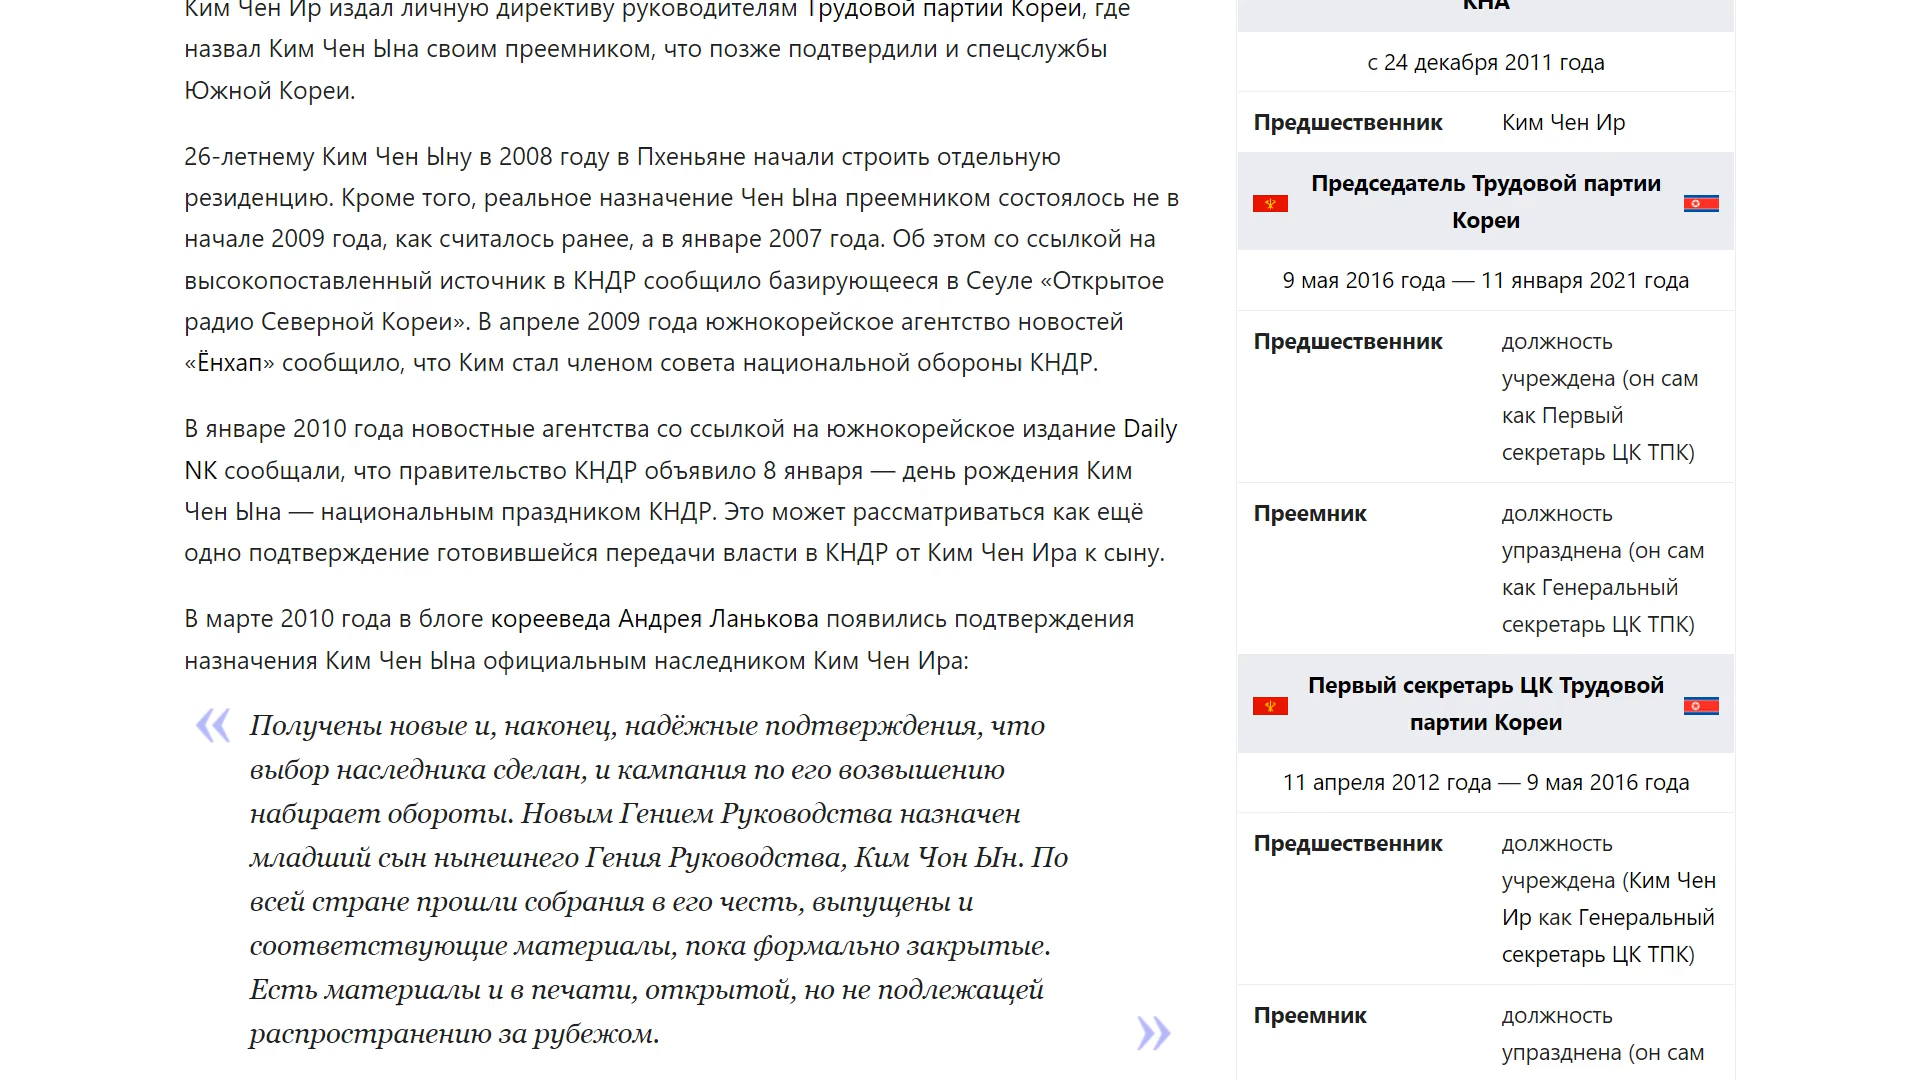 Ким Чен Ир издал личную директиву руководителям Трудовой партии Кореи, где
назвал Ким Чен Ына своим преемником, что позже подтвердили и спецслужбы
Южной Кореи.
26-летнему Ким Чен Ыну в 2008 году в Пхеньяне начали строить отдельную
резиденцию. Кроме того, реальное назначение Чен Ына преемником состоялось не в
начале 2009 года, как считалось ранее, а в январе 2007 года. Об этом со ссылкой на
высокопоставленный источник в КНДР сообщило базирующееся в Сеуле «Открытое
радио Северной Кореи». В апреле 2009 года южнокорейское агентство новостей
«Ёнхап» сообщило, что Ким стал членом совета национальной обороны КНДР.
В январе 2010 года новостные агентства со ссылкой на южнокорейское издание Daily
NK сообщали, что правительство КНДР объявило 8 января — день рождения Ким
Чен Ына — национальным праздником КНДР. Это может рассматриваться как ещё
одно подтверждение готовившейся передачи власти в КНДР от Ким Чен Ира к сыну.
В марте 2010 года в блоге корееведа Андрея Ланькова появились подтверждения
назначения Ким Чен Ына официальным наследником Ким Чен Ира:
« Получены новые и, наконец, надёжные подтверждения, что
выбор наследника сделан, и кампания по его возвышению
набирает обороты. Новым Гением Руководства назначен
младший сын нынешнего Гения Руководства, Ким Чон Ын. По
всей стране прошли собрания в его честь, выпущены и
соответствующие материалы, пока формально закрытые.
Есть материалы и в печати, открытой, но не подлежащей
распространению за рубежом. »
КНА
с 24 декабря 2011 года
Предшественник Ким Чен Ир
Председатель Трудовой партии
Кореи
9 мая 2016 года — 11 января 2021 года
Предшественник должность
учреждена (он сам
как Первый
секретарь ЦК ТПК)
Преемник должность
упразднена (он сам
как Генеральный
секретарь ЦК ТПК)
Первый секретарь ЦК Трудовой
партии Кореи
11 апреля 2012 года — 9 мая 2016 года
Предшественник должность
учреждена (Ким Чен
Ир как Генеральный
секретарь ЦК ТПК)
Преемник должность
упразднена (он сам